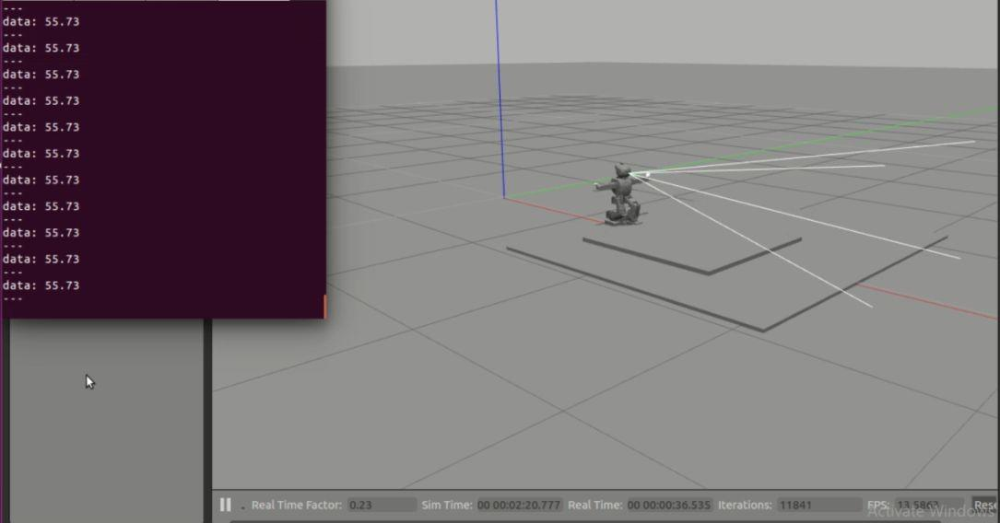 ---
data: 55.73
---
data: 55.73
---
data: 55.73
---
data: 55.73
---
data: 55.73
---
data: 55.73
---
data: 55.73
---
data: 55.73
---
data: 55.73
---
data: 55.73
---
data: 55.73
---
Real Time Factor: 0.23 Sim Time: 00 00:02:20.777 Real Time: 00 00:00:36.535 Iterations: 11841 FPS: 13.5862 Rese
Activate Windows